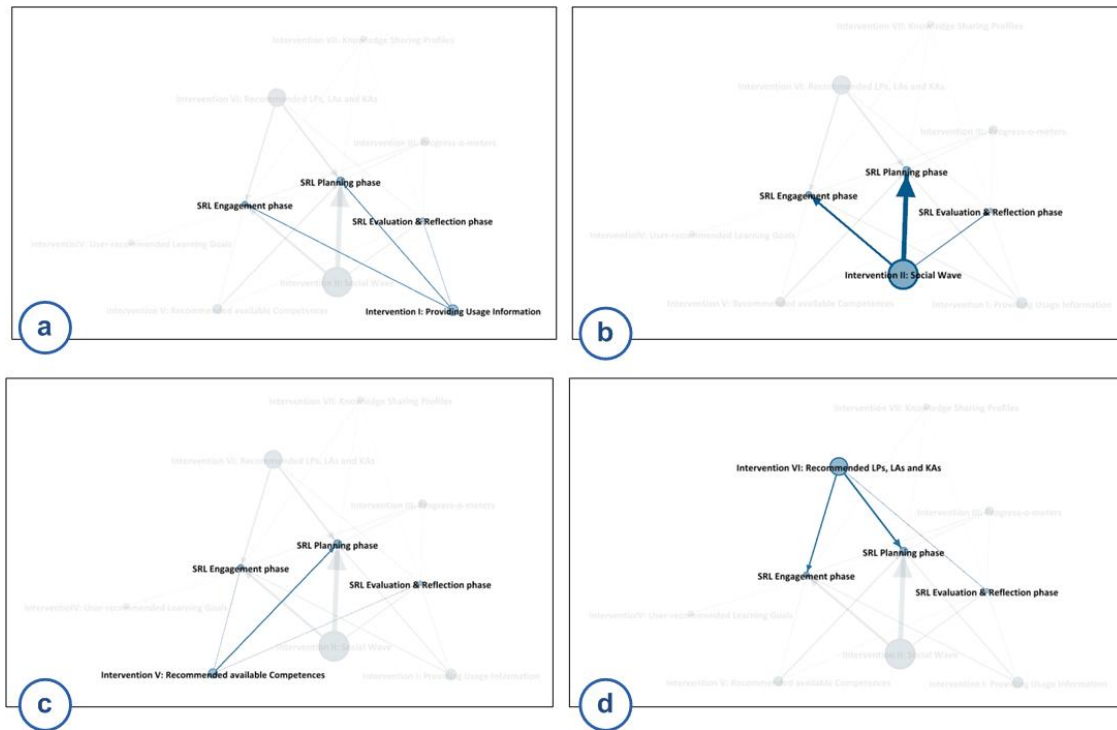 Intervention VII: Knowledge Sharing Profiles
Intervention VI: Recommended LPs, LAs and KAs
Intervention III: Progress-o-meters
SRL Planning phase
SRL Engagement phase
SRL Evaluation & Reflection phase
InterventionIV: User-recommended Learning Goals
Intervention II: Social Wave
Intervention V: Recommended available Competences
Intervention I: Providing Usage Information
a
Intervention VII: Knowledge Sharing Profiles
Intervention VI: Recommended LPs, LAs and KAs
Intervention III: Progress-o-meters
SRL Planning phase
SRL Engagement phase
SRL Evaluation & Reflection phase
InterventionIV: User-recommended Learning Goals
Intervention II: Social Wave
Intervention V: Recommended available Competences
Intervention I: Providing Usage Information
b
Intervention VII: Knowledge Sharing Profiles
Intervention VI: Recommended LPs, LAs and KAs
Intervention III: Progress-o-meters
SRL Planning phase
SRL Engagement phase
SRL Evaluation & Reflection phase
InterventionIV: User-recommended Learning Goals
Intervention II: Social Wave
Intervention V: Recommended available Competences
Intervention I: Providing Usage Information
c
Intervention VII: Knowledge Sharing Profiles
Intervention VI: Recommended LPs, LAs and KAs
Intervention III: Progress-o-meters
SRL Planning phase
SRL Engagement phase
SRL Evaluation & Reflection phase
InterventionIV: User-recommended Learning Goals
Intervention II: Social Wave
Intervention V: Recommended available Competences
Intervention I: Providing Usage Information
d